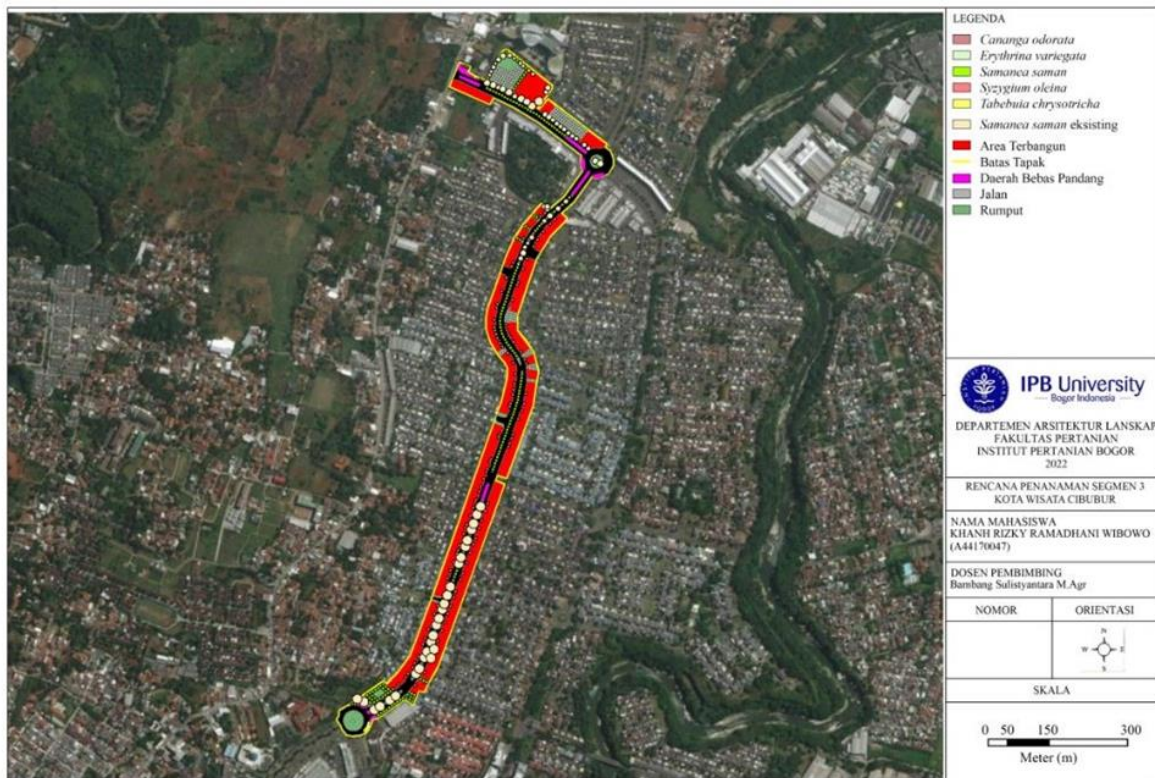 LEGENDA
Cananga odorata
Erythrina variegata
Samanea saman
Syzygium oleina
Tabebuia chrysotricha
Samanea saman eksisting
Area Terbangun
Batas Tapak
Daerah Bebas Pandang
Jalan
Rumput
IPB University
Bogor Indonesia
DEPARTEMEN ARSITEKTUR LANSKAP
FAKULTAS PERTANIAN
INSTITUT PERTANIAN BOGOR
2022
RENCANA PENANAMAN SEGMEN 3
KOTA WISATA CIBUBUR
NAMA MAHASISWA
KHANH RIZKY RAMADHANI WIBOWO
(A44170047)
DOSEN PEMBIMBING
Bambang Sulistyantara M.Agr
NOMOR
ORIENTASI
N
W
E
S
SKALA
0 50 150 300
Meter (m)